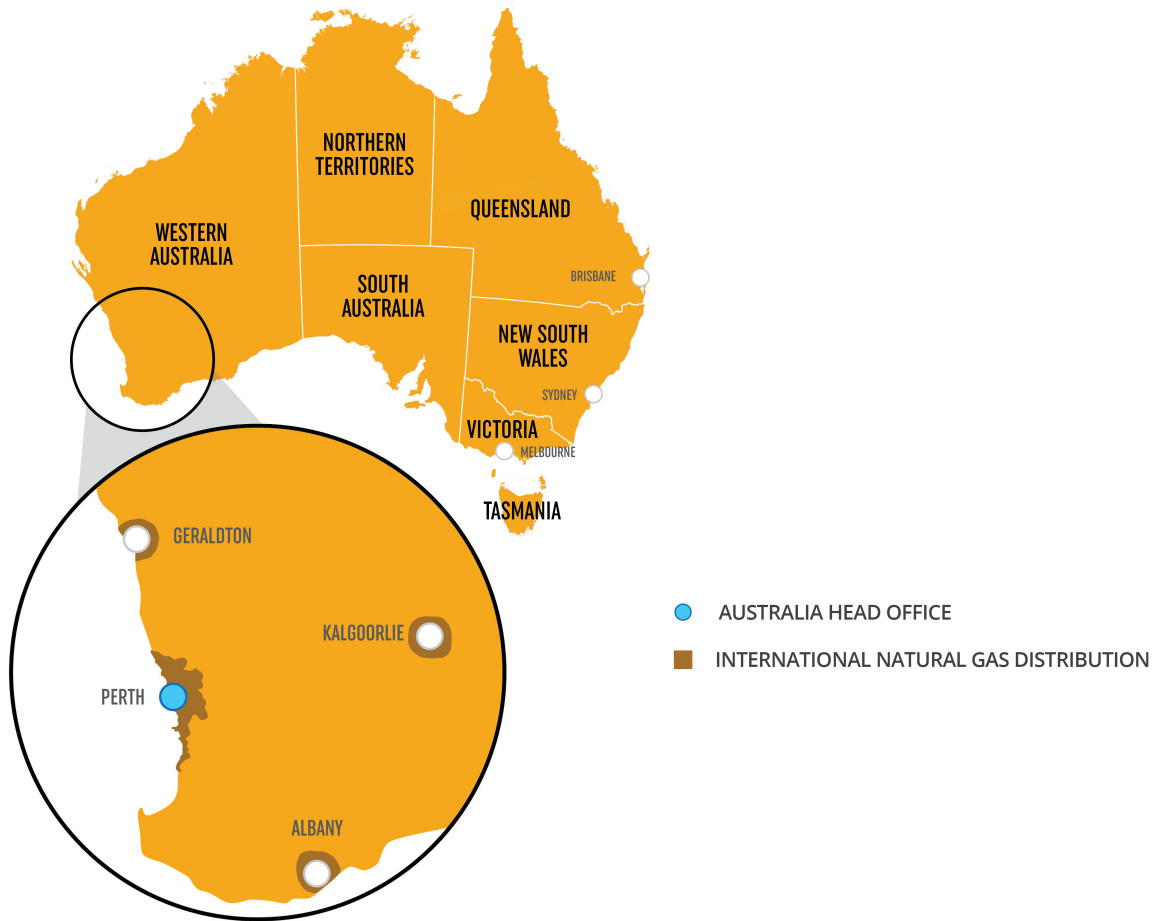 NORTHERN
TERRITORIES
QUEENSLAND
WESTERN
AUSTRALIA
SOUTH
AUSTRALIA
BRISBANE
NEW SOUTH
WALES
SYDNEY
VICTORIA
MELBOURNE
TASMANIA
GERALDTON
KALGOORLIE
PERTH
ALBANY
AUSTRALIA HEAD OFFICE
INTERNATIONAL NATURAL GAS DISTRIBUTION